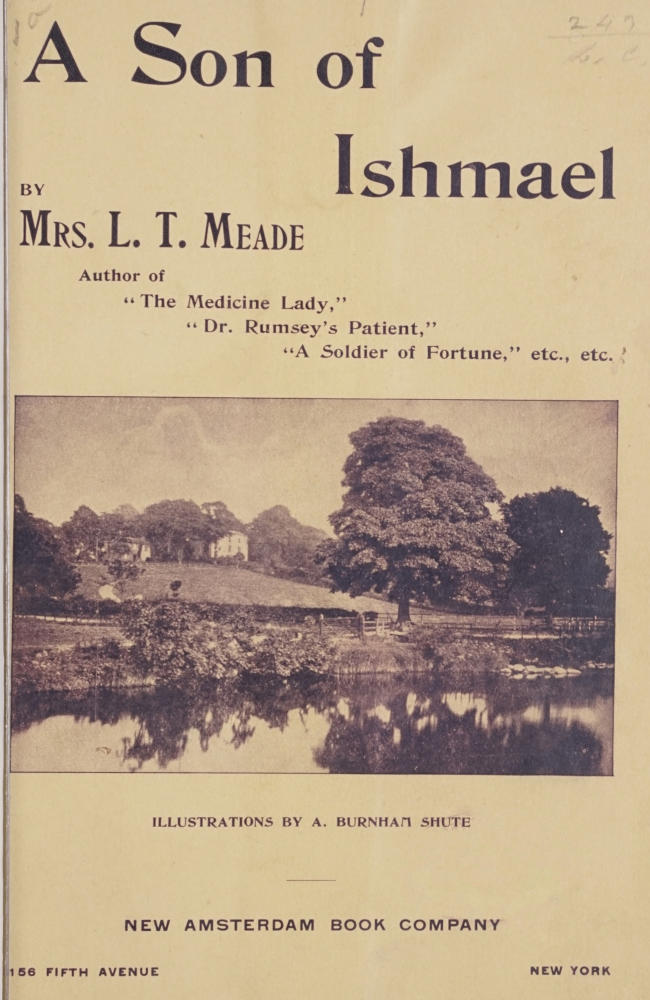 A Son of
Ishmael
BY
MRS. L. T. MEADE
Author of
“The Medicine Lady,”
“Dr. Rumsey's Patient,”
“A Soldier of Fortune,” etc., etc.
ILLUSTRATIONS BY A. BURNHAM SHUTE
NEW AMSTERDAM BOOK COMPANY
156 FIFTH AVENUE
NEW YORK